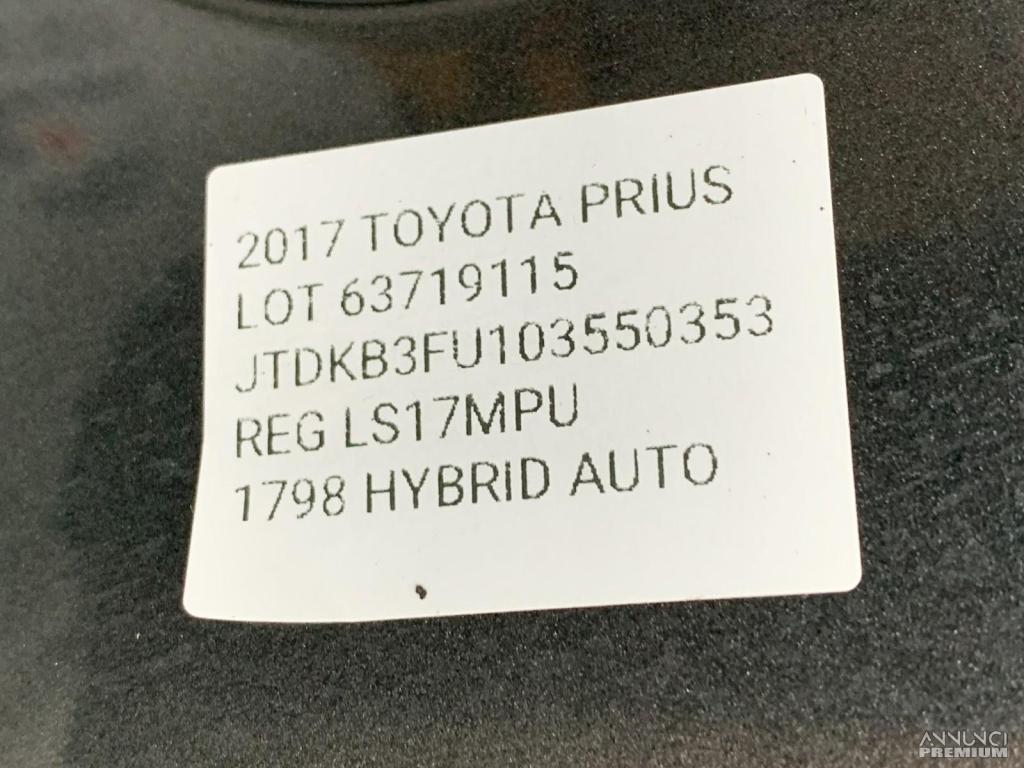 2017 TOYOTA PRIUS
LOT 63719115
JTDKB3FU103550353
REG LS17MPU
1798 HYBRID AUTO
ANNUNCI
PREMIUM